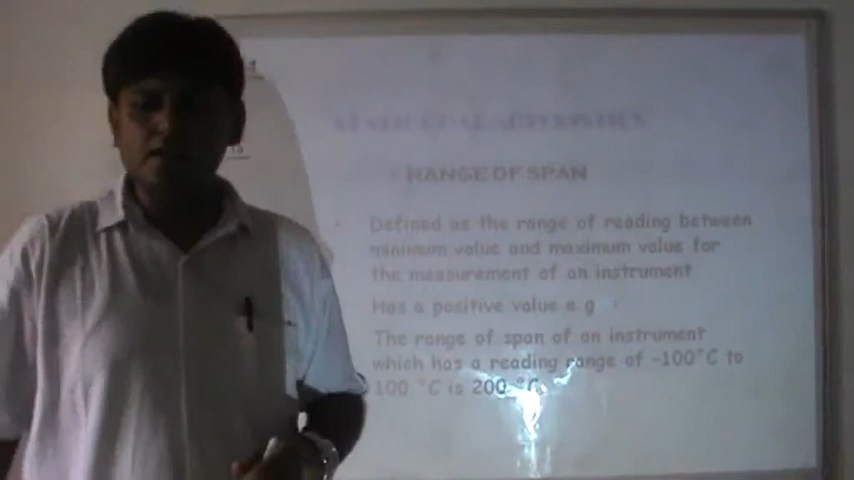 RANGE OF SPAN
Defined as the range of reading between
minimum value and maximum value for
the measurement of an instrument
Has a positive value e.g :
The range of span of an instrument
which has a reading range of -100°C to
100 °C is 200 °C.